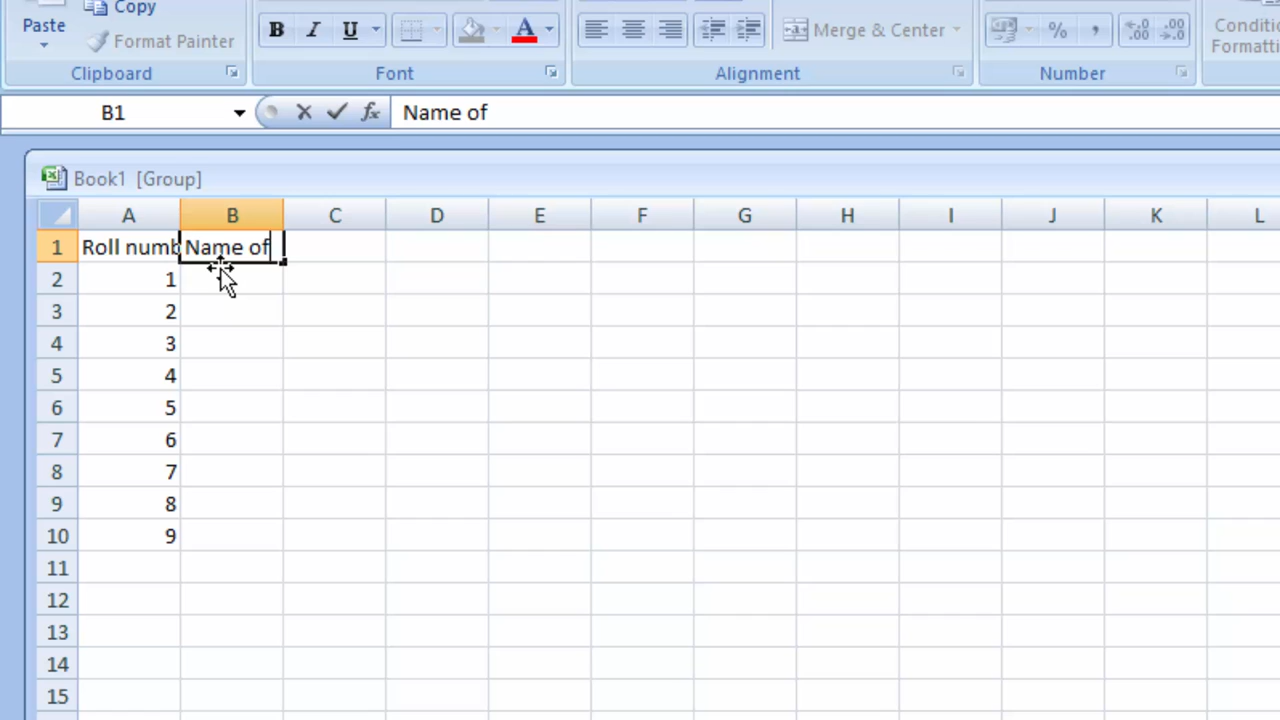 Copy
Paste
Format Painter
B I U A
Merge & Center
% ,
Clipboard
Font
Alignment
Number
B1
fx
Name of
Book1 [Group]
A B C D E F G H I J K L
1 Roll numb Name of
2 1
3 2
4 3
5 4
6 5
7 6
8 7
9 8
10 9
11
12
13
14
15